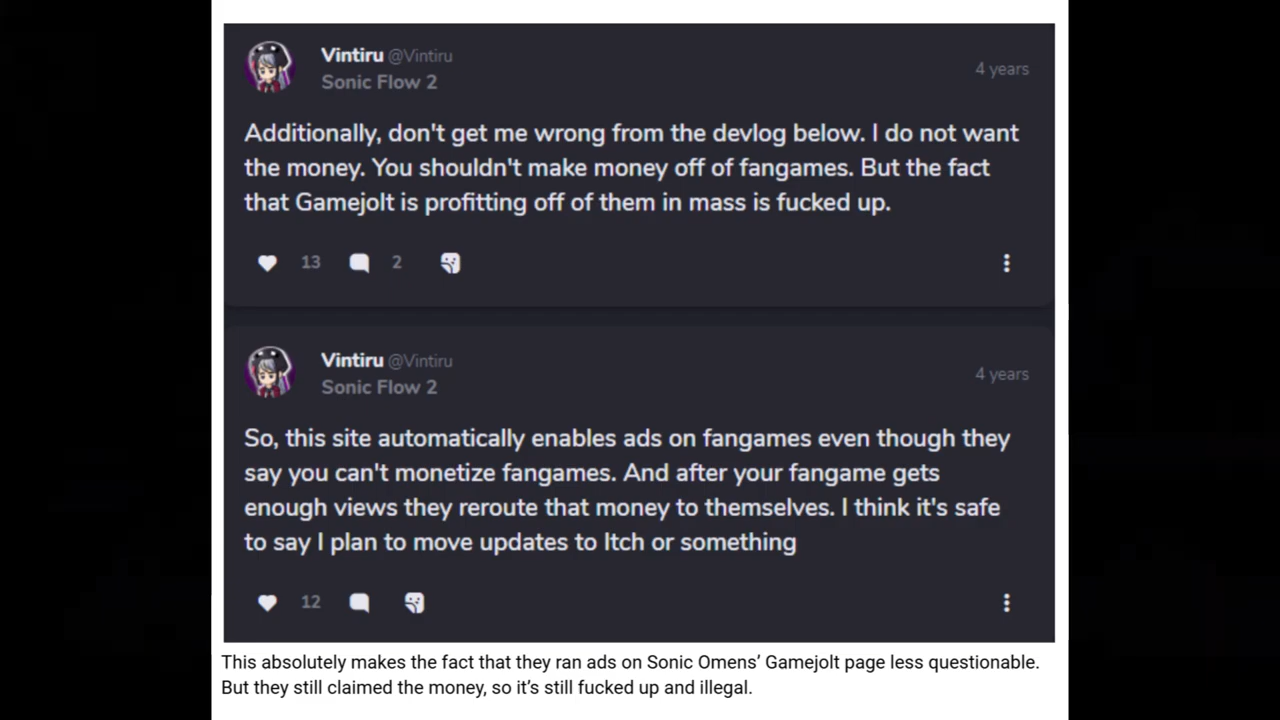 Vintiru @Vintiru
4 years
Sonic Flow 2
Additionally, don't get me wrong from the devlog below. I do not want
the money. You shouldn't make money off of fangames. But the fact
that Gamejolt is profitting off of them in mass is fucked up.
13 2
Vintiru @Vintiru
4 years
Sonic Flow 2
So, this site automatically enables ads on fangames even though they
say you can't monetize fangames. And after your fangame gets
enough views they reroute that money to themselves. I think it's safe
to say I plan to move updates to Itch or something
12
This absolutely makes the fact that they ran ads on Sonic Omens’ Gamejolt page less questionable.
But they still claimed the money, so it’s still fucked up and illegal.